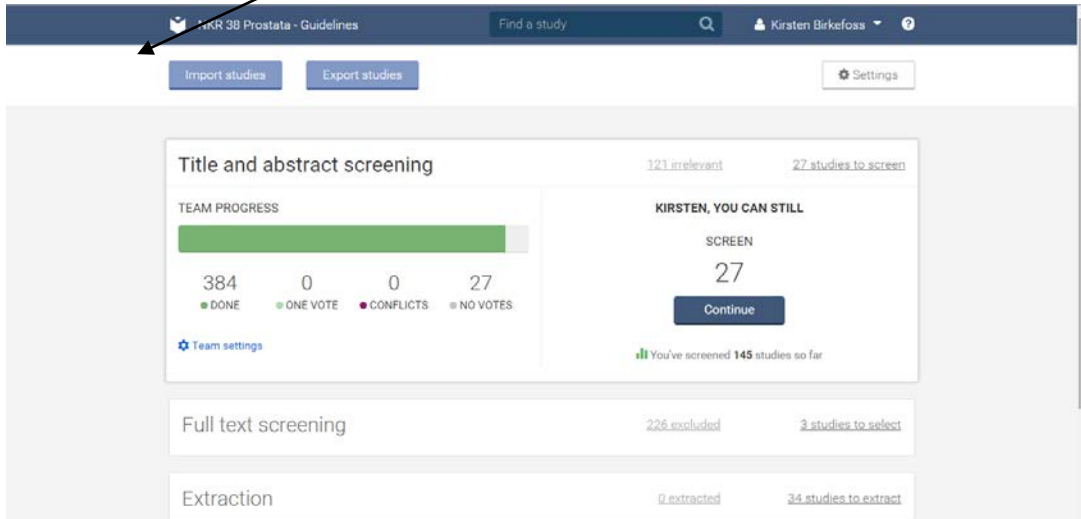 NKR 38 Prostata - Guidelines
Find a study
Kirsten Birkefoss
?
Import studies
Export studies
Settings
Title and abstract screening
121 irrelevant
27 studies to screen
TEAM PROGRESS
384
0
0
27
DONE
ONE VOTE
CONFLICTS
NO VOTES
Team settings
KIRSTEN, YOU CAN STILL
SCREEN
27
Continue
You've screened 145 studies so far
Full text screening
226 excluded
3 studies to select
Extraction
0 extracted
34 studies to extract